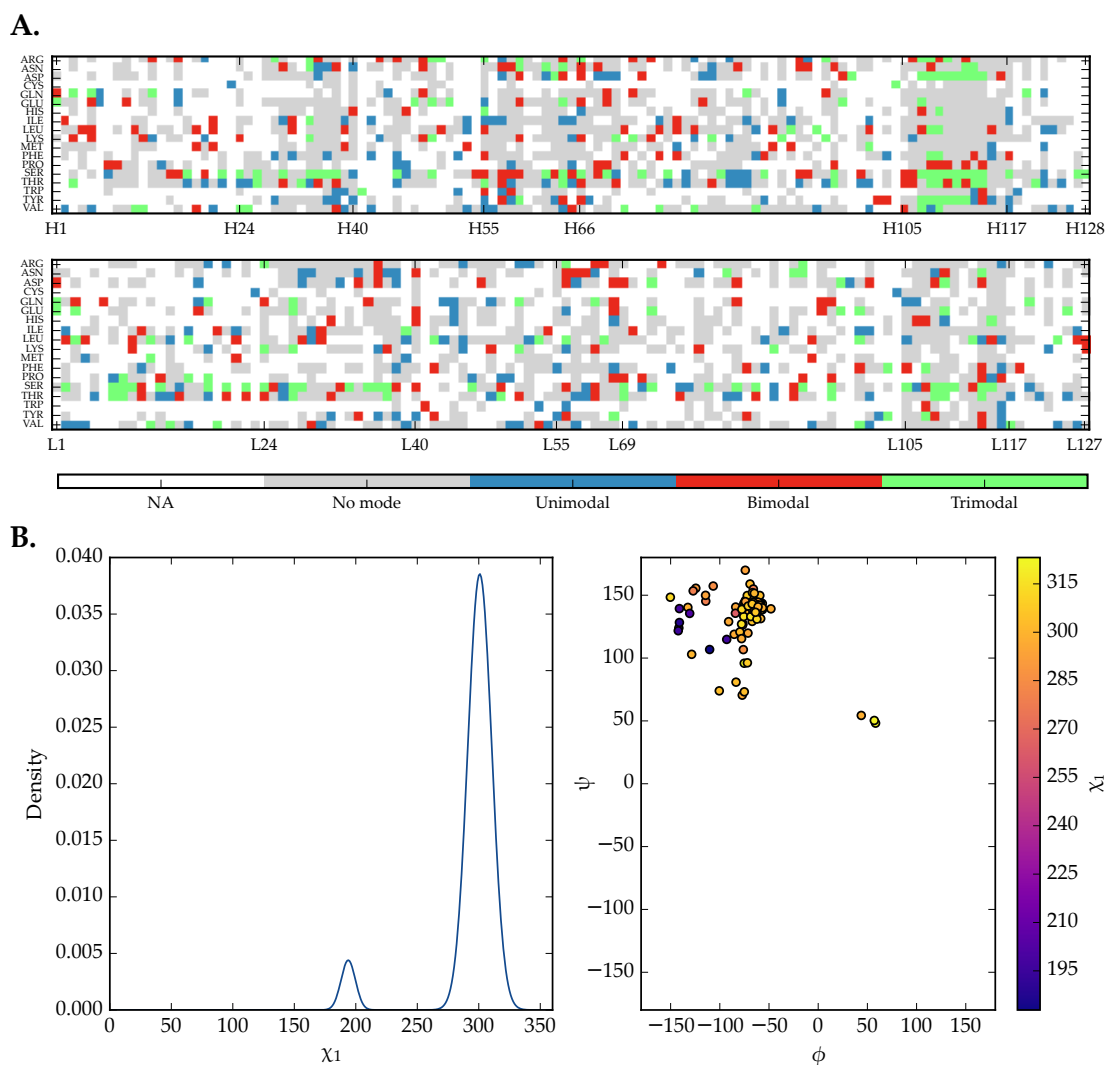 A.
ARG
ASN
ASP
CYS
GLN
GLU
HIS
ILE
LEU
LYS
MET
PHE
PRO
SER
THR
TRP
TYR
VAL
H1 H24 H40 H55 H66 H105 H117 H128
ARG
ASN
ASP
CYS
GLN
GLU
HIS
ILE
LEU
LYS
MET
PHE
PRO
SER
THR
TRP
TYR
VAL
L1 L24 L40 L55 L69 L105 L117 L127
NA No mode Unimodal Bimodal Trimodal
B.
0.040
0.035
0.030
0.025
0.020
0.015
0.010
0.005
0.000
Density
0 50 100 150 200 250 300 350
χ1
150
100
50
0
−50
−100
−150
ψ
−150 −100 −50 0 50 100 150
ϕ
315
300
285
270
255
240
225
210
195
χ1